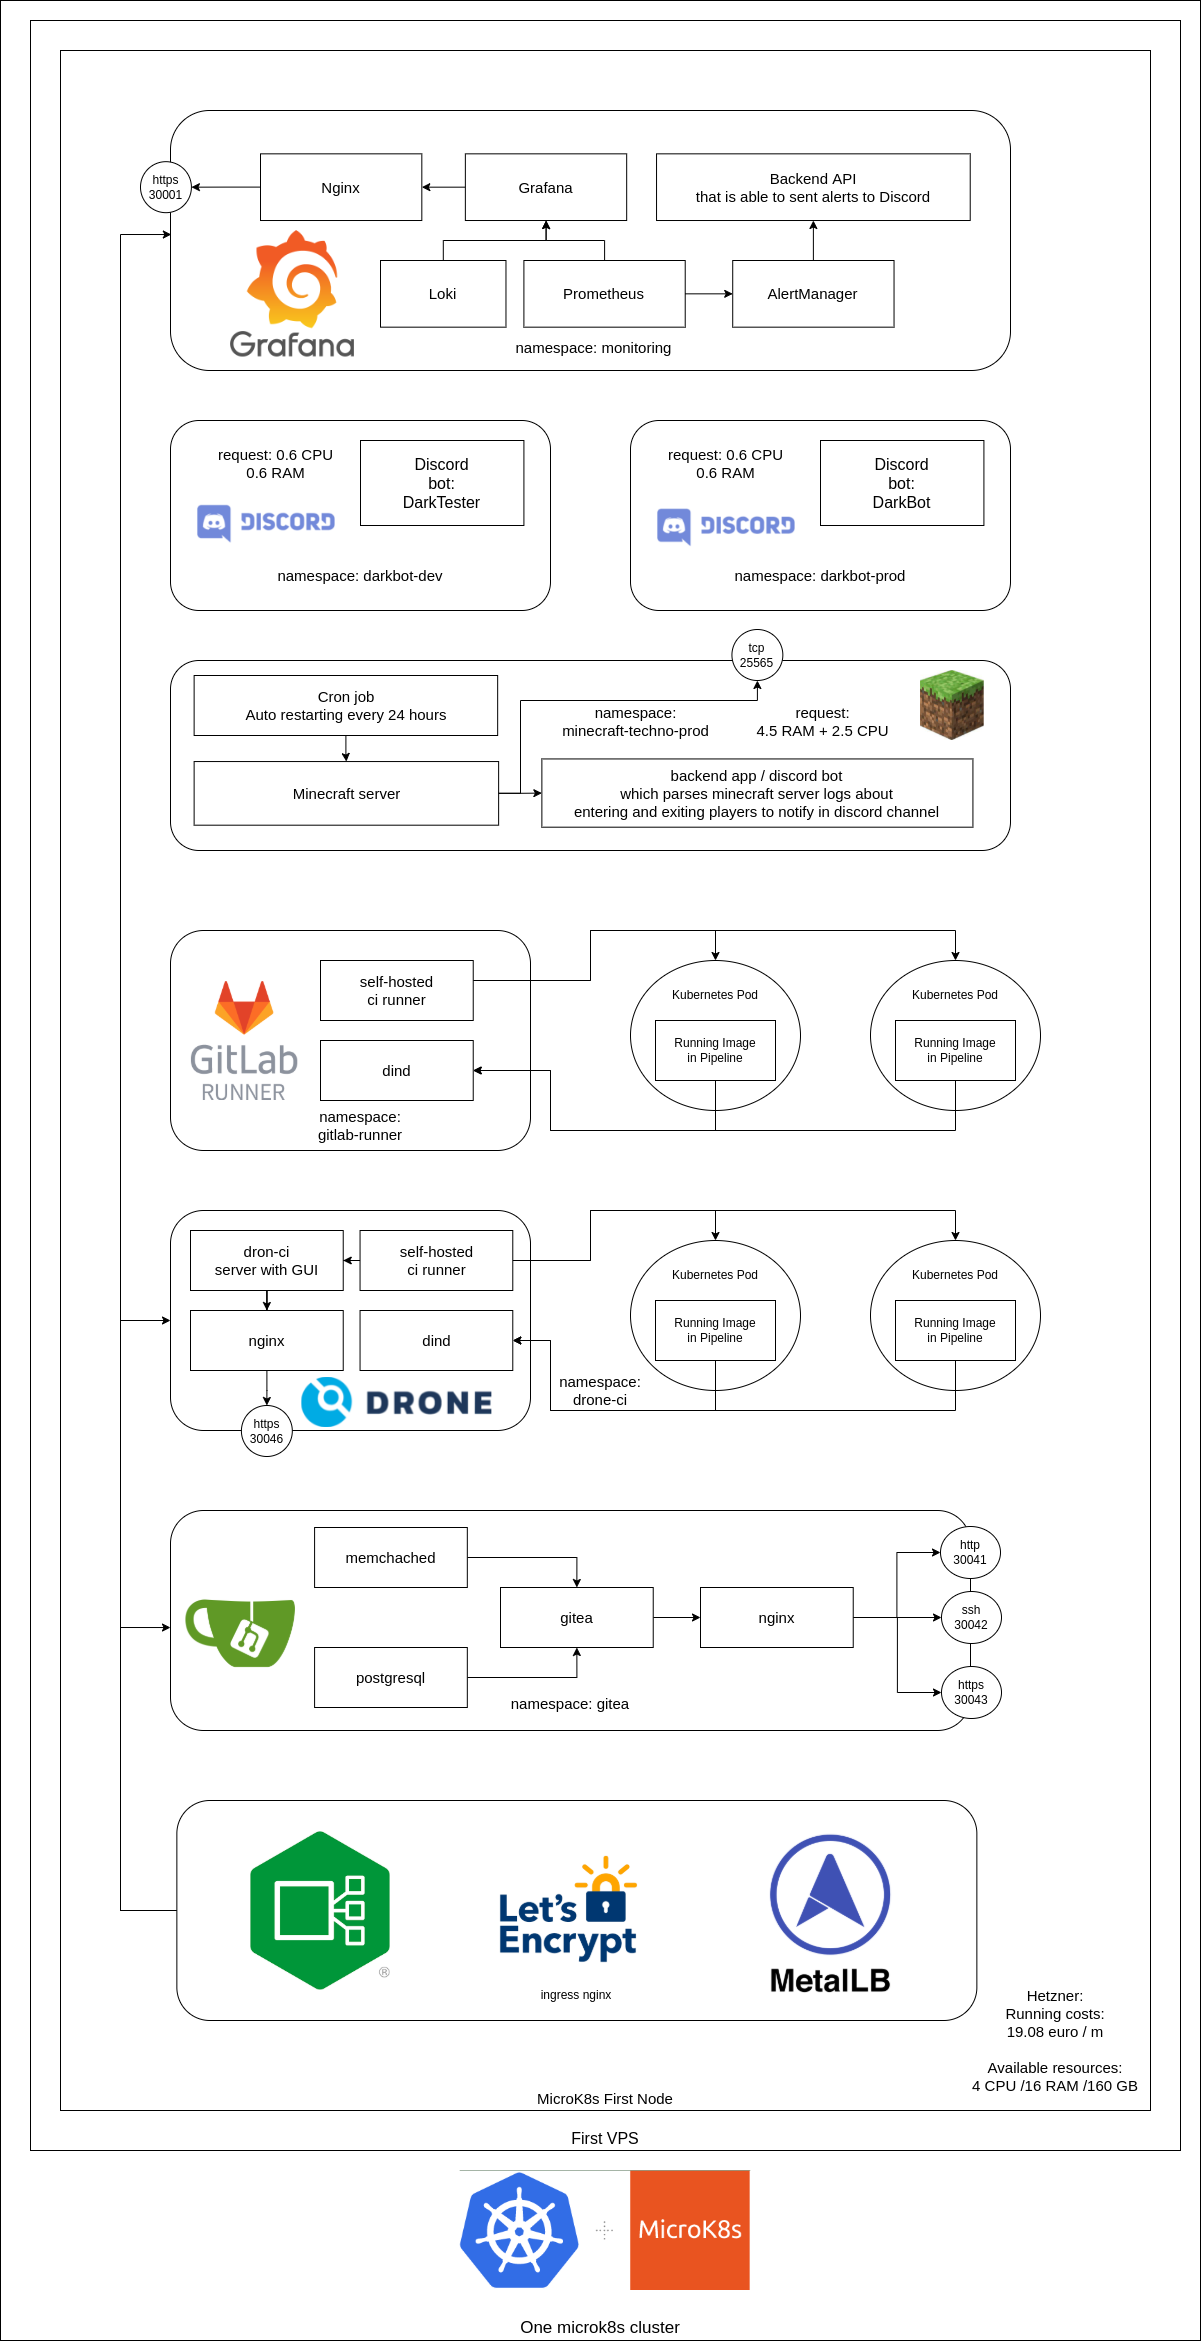 https
30001
Nginx
Grafana
Backend API
that is able to sent alerts to Discord
Loki
Prometheus
AlertManager
Grafana
namespace: monitoring
request: 0.6 CPU
0.6 RAM
Discord
bot:
DarkTester
DISCORD
namespace: darkbot-dev
request: 0.6 CPU
0.6 RAM
Discord
bot:
DarkBot
DISCORD
namespace: darkbot-prod
tcp
25565
Cron job
Auto restarting every 24 hours
namespace:
minecraft-techno-prod
request:
4.5 RAM + 2.5 CPU
Minecraft server
backend app / discord bot
which parses minecraft server logs about
entering and exiting players to notify in discord channel
self-hosted
ci runner
GitLab
RUNNER
dind
namespace:
gitlab-runner
Kubernetes Pod
Running Image
in Pipeline
Kubernetes Pod
Running Image
in Pipeline
dron-ci
server with GUI
self-hosted
ci runner
nginx
dind
DRONE
https
30046
namespace:
drone-ci
Kubernetes Pod
Running Image
in Pipeline
Kubernetes Pod
Running Image
in Pipeline
memchached
gitea
nginx
postgresql
namespace: gitea
http
30041
ssh
30042
https
30043
®
Let's
Encrypt
ingress nginx
MetalLB
Hetzner:
Running costs:
19.08 euro / m
Available resources:
4 CPU /16 RAM /160 GB
MicroK8s First Node
First VPS
MicroK8s
One microk8s cluster